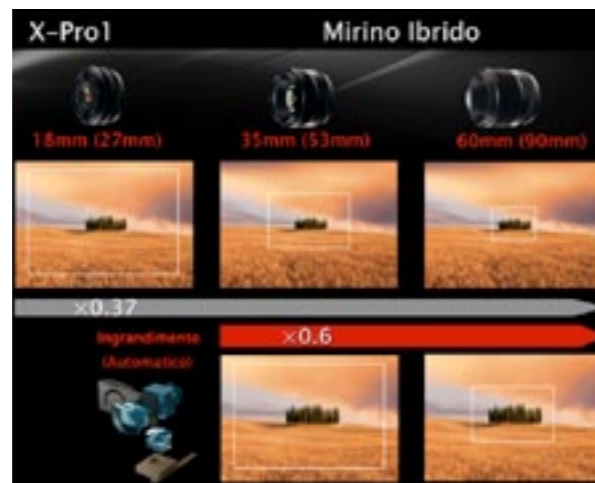 X-Pro1
Mirino Ibrido
18mm (27mm)
35mm (53mm)
60mm (90mm)
×0.37
Ingrandimento
(Automatico)
×0.6